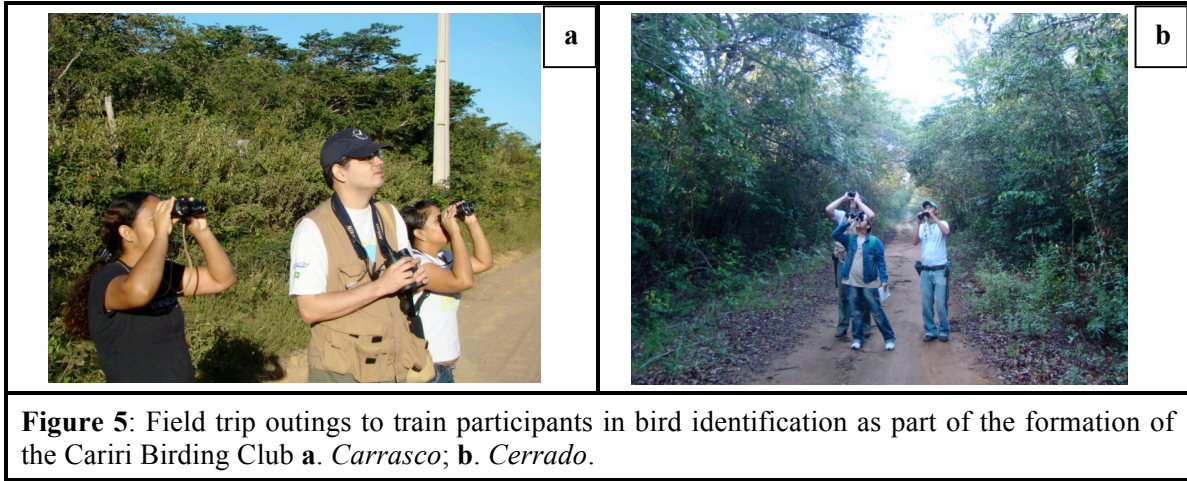 a
b
Figure 5: Field trip outings to train participants in bird identification as part of the formation of
the Cariri Birding Club a. Carrasco; b. Cerrado.